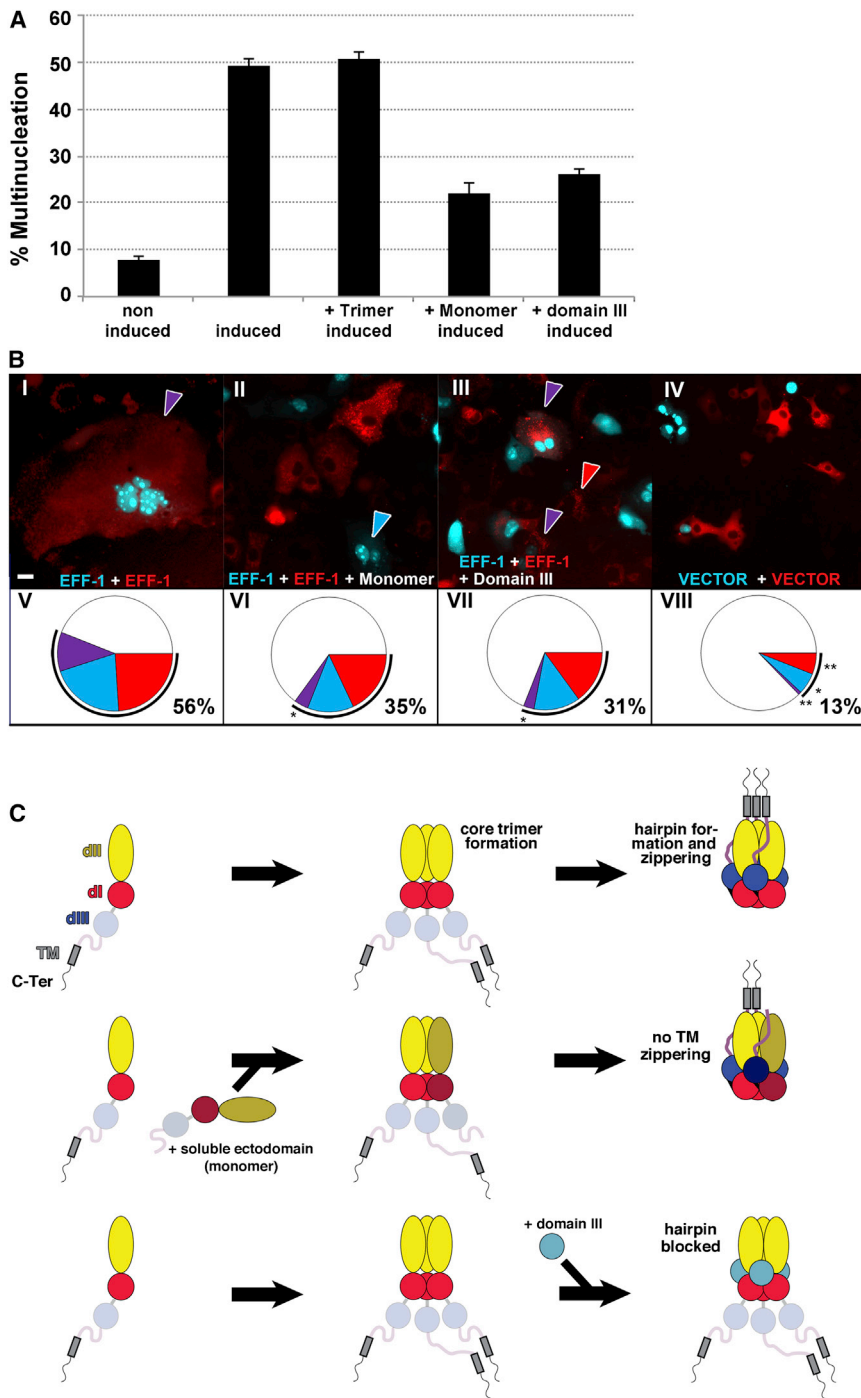 A
% Multinucleation
60
50
40
30
20
10
0
non
induced
induced
+ Trimer
induced
+ Monomer
induced
+ domain III
induced
B
I
EFF-1 + EFF-1
II
EFF-1 + EFF-1 + Monomer
III
EFF-1 + EFF-1
+ Domain III
IV
VECTOR + VECTOR
V
56%
VI
*
35%
VII
*
31%
VIII
**
*
**
13%
C
dII
dI
dIII
TM
C-Ter
core trimer
formation
hairpin for-
mation and
zippering
+ soluble ectodomain
(monomer)
no TM
zippering
+ domain III
hairpin
blocked